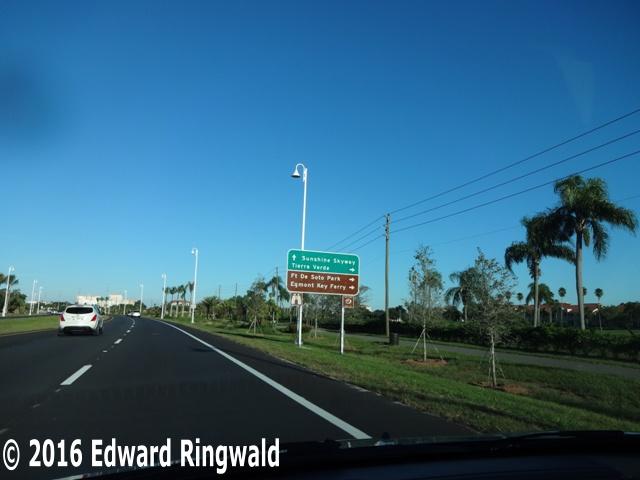 Sunshine Skyway
Tierra Verde
Ft De Soto Park
Egmont Key Ferry
© 2016 Edward Ringwald